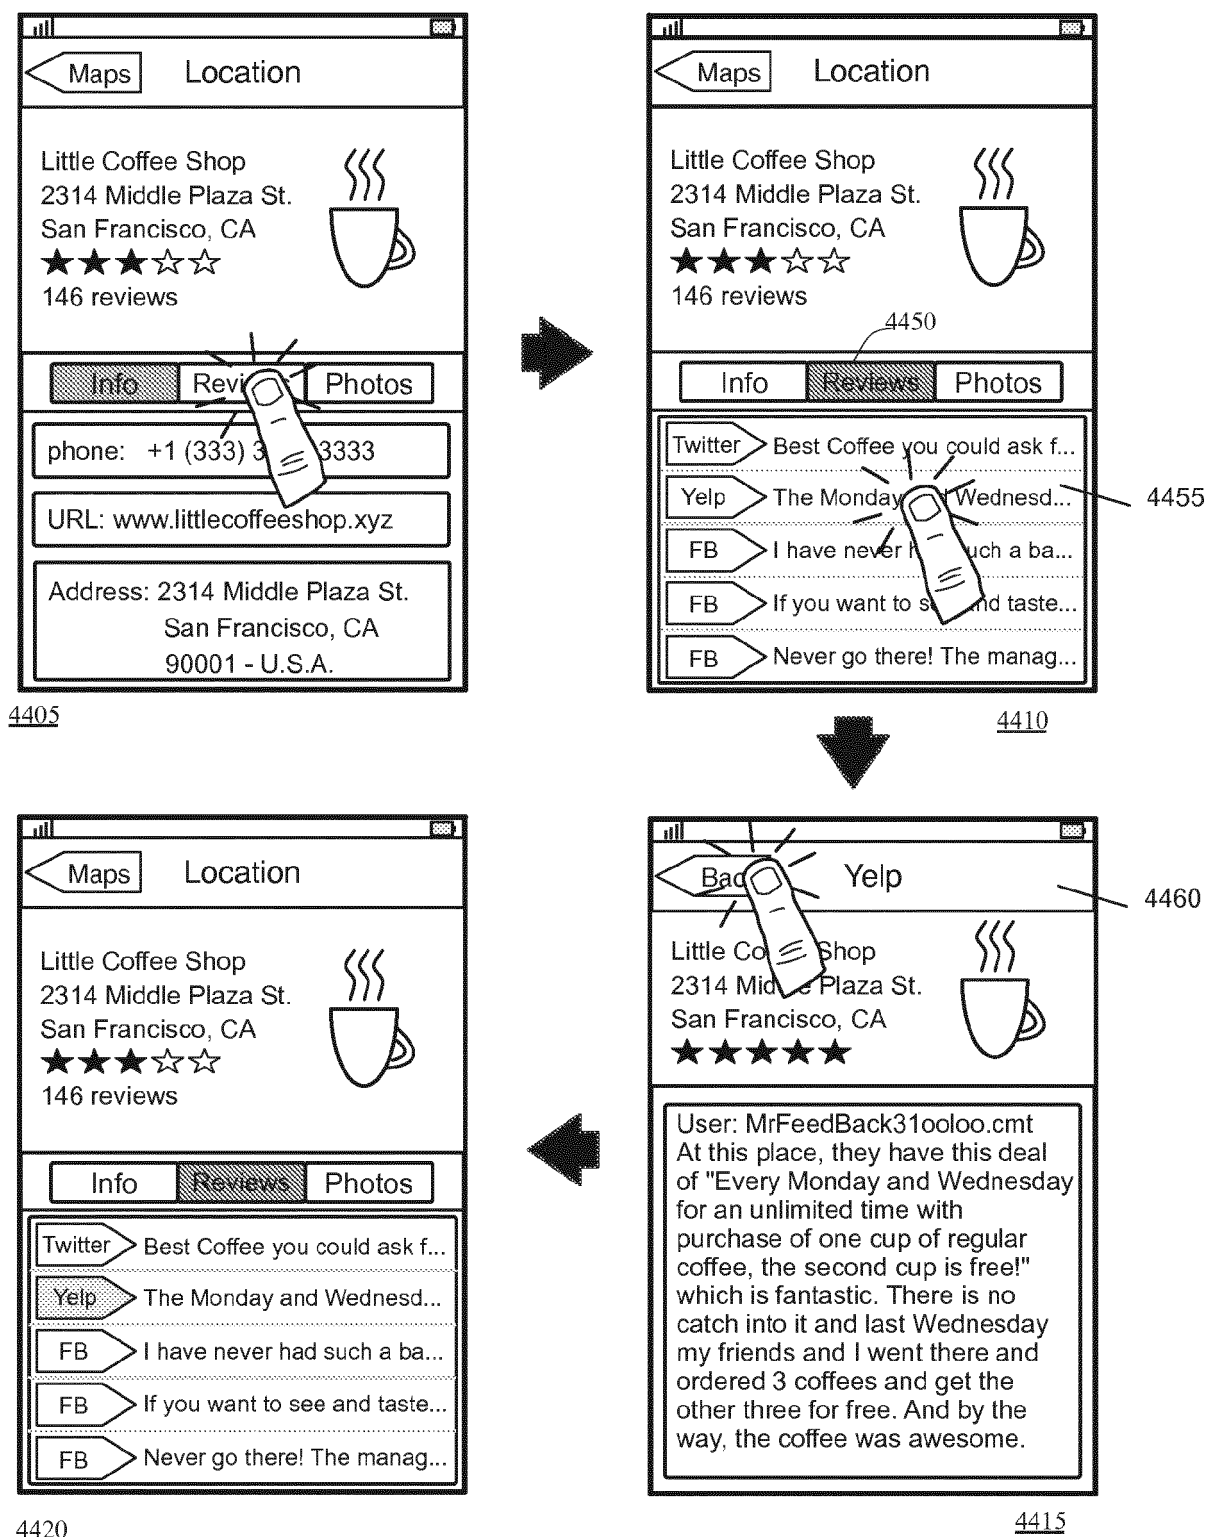 Maps Location
Little Coffee Shop
2314 Middle Plaza St.
San Francisco, CA
146 reviews
Info Photos
phone: +1 (333) 3 3333
URL: www.littlecoffeeshop.xyz
Address: 2314 Middle Plaza St.
San Francisco, CA
90001 - U.S.A.
4405
Maps Location
Little Coffee Shop
2314 Middle Plaza St.
San Francisco, CA
146 reviews
4450
Info Reviews Photos
Twitter Best Coffee you could ask f...
Yelp The Monday Wednesd...
4455
FB I have never such a ba...
FB If you want to see and taste...
FB Never go there! The manag...
4410
Back Yelp
4460
Little Coffee Shop
2314 Middle Plaza St.
San Francisco, CA
User: MrFeedBack31ooloo.cmt
At this place, they have this deal
of "Every Monday and Wednesday
for an unlimited time with
purchase of one cup of regular
coffee, the second cup is free!"
which is fantastic. There is no
catch into it and last Wednesday
my friends and I went there and
ordered 3 coffees and get the
other three for free. And by the
way, the coffee was awesome.
4415
Maps Location
Little Coffee Shop
2314 Middle Plaza St.
San Francisco, CA
146 reviews
Info Reviews Photos
Twitter Best Coffee you could ask f...
Yelp The Monday and Wednesd...
FB I have never had such a ba...
FB If you want to see and taste...
FB Never go there! The manag...
4420